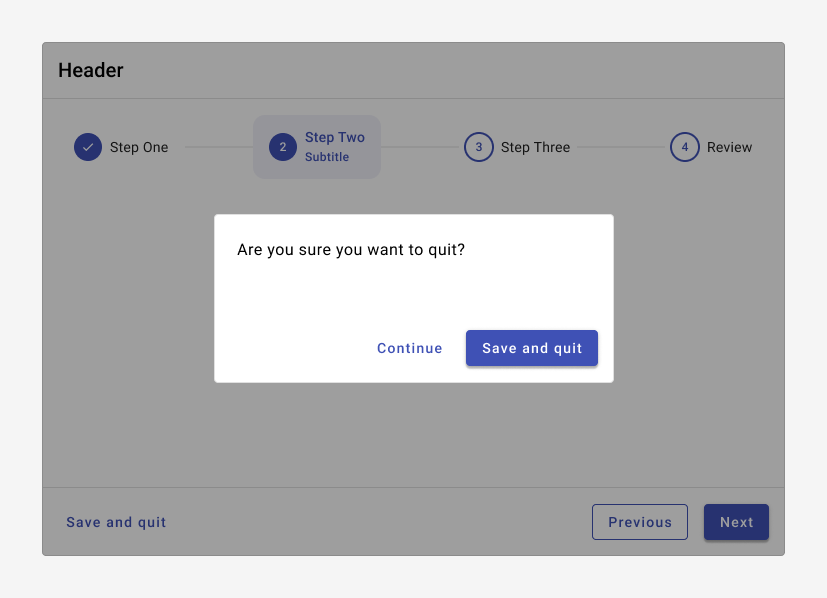 Header
Step One
2
Step Two
Subtitle
3
Step Three
4
Review
Are you sure you want to quit?
Continue
Save and quit
Save and quit
Previous
Next